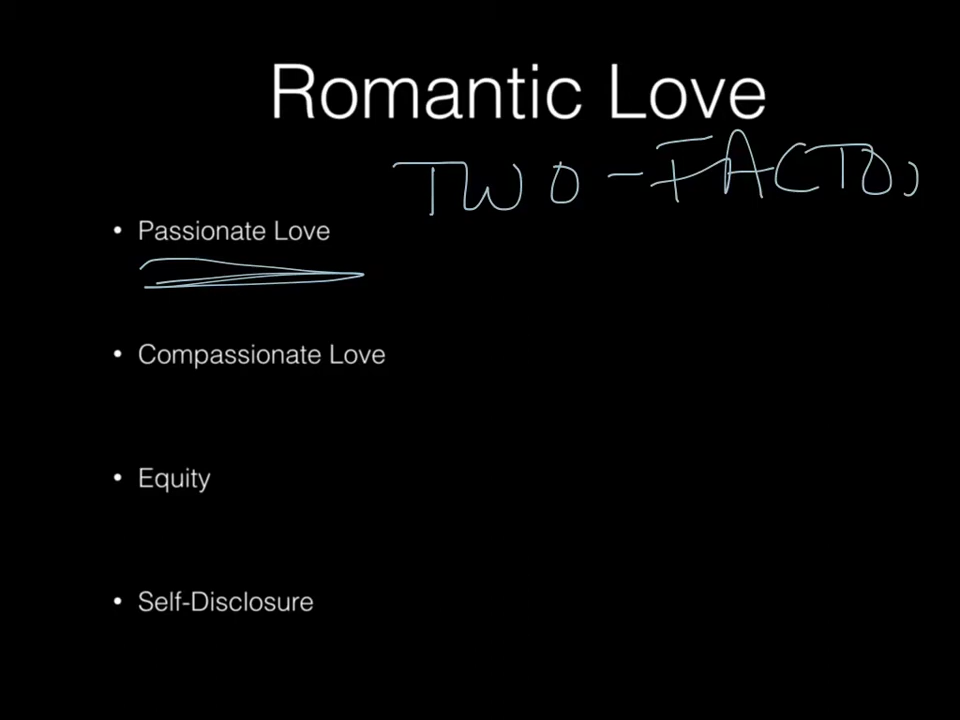 Romantic Love
TWO-FACTO
• Passionate Love
• Compassionate Love
• Equity
• Self-Disclosure